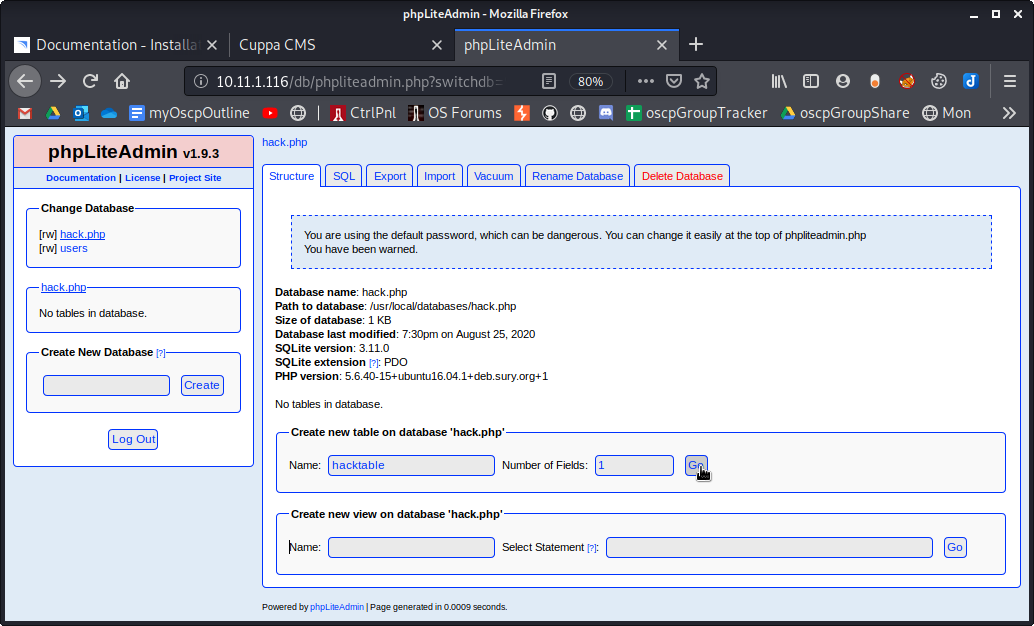 phpLiteAdmin - Mozilla Firefox
Documentation - Installa
Cuppa CMS
phpLiteAdmin
10.11.1.116/db/phpliteadmin.php?switchdb=
80%
myOscpOutline
CtrlPnl
OS Forums
oscpGroupTracker
oscpGroupShare
Mon
phpLiteAdmin v1.9.3
Documentation | License | Project Site
Change Database
[rw] hack.php
[rw] users
hack.php
No tables in database.
Create New Database [?]
Create
Log Out
hack.php
Structure
SQL
Export
Import
Vacuum
Rename Database
Delete Database
You are using the default password, which can be dangerous. You can change it easily at the top of phpliteadmin.php
You have been warned.
Database name: hack.php
Path to database: /usr/local/databases/hack.php
Size of database: 1 KB
Database last modified: 7:30pm on August 25, 2020
SQLite version: 3.11.0
SQLite extension [?]: PDO
PHP version: 5.6.40-15+ubuntu16.04.1+deb.sury.org+1
No tables in database.
Create new table on database 'hack.php'
Name: hacktable Number of Fields: 1 Go
Create new view on database 'hack.php'
Name: Select Statement [?]: Go
Powered by phpLiteAdmin | Page generated in 0.0009 seconds.